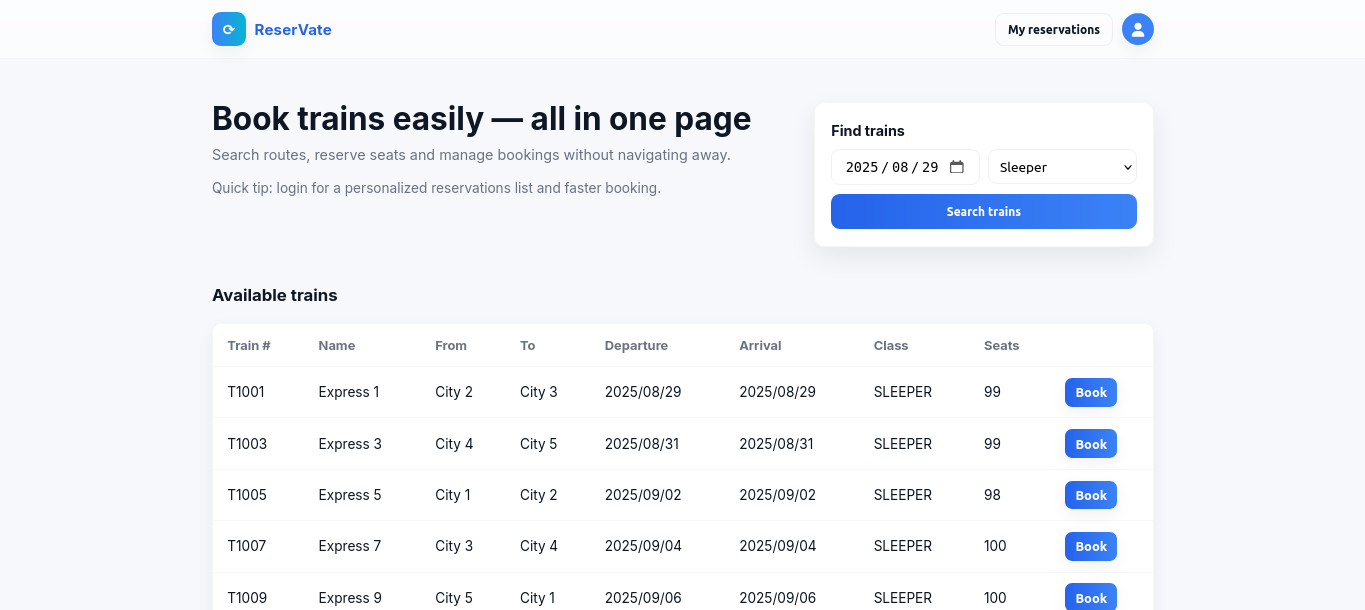 ⟳ ReserVate My reservations
Book trains easily — all in one page
Search routes, reserve seats and manage bookings without navigating away.
Quick tip: login for a personalized reservations list and faster booking.
Find trains
2025/08/29 Sleeper
Search trains
Available trains
Train # Name From To Departure Arrival Class Seats
T1001 Express 1 City 2 City 3 2025/08/29 2025/08/29 SLEEPER 99 Book
T1003 Express 3 City 4 City 5 2025/08/31 2025/08/31 SLEEPER 99 Book
T1005 Express 5 City 1 City 2 2025/09/02 2025/09/02 SLEEPER 98 Book
T1007 Express 7 City 3 City 4 2025/09/04 2025/09/04 SLEEPER 100 Book
T1009 Express 9 City 5 City 1 2025/09/06 2025/09/06 SLEEPER 100 Book